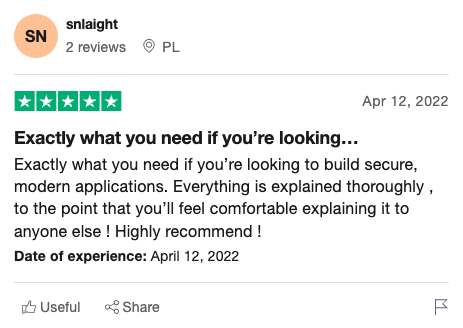 SN
snlaight
2 reviews PL
Apr 12, 2022
Exactly what you need if you’re looking…
Exactly what you need if you’re looking to build secure,
modern applications. Everything is explained thoroughly ,
to the point that you’ll feel comfortable explaining it to
anyone else ! Highly recommend !
Date of experience: April 12, 2022
Useful Share